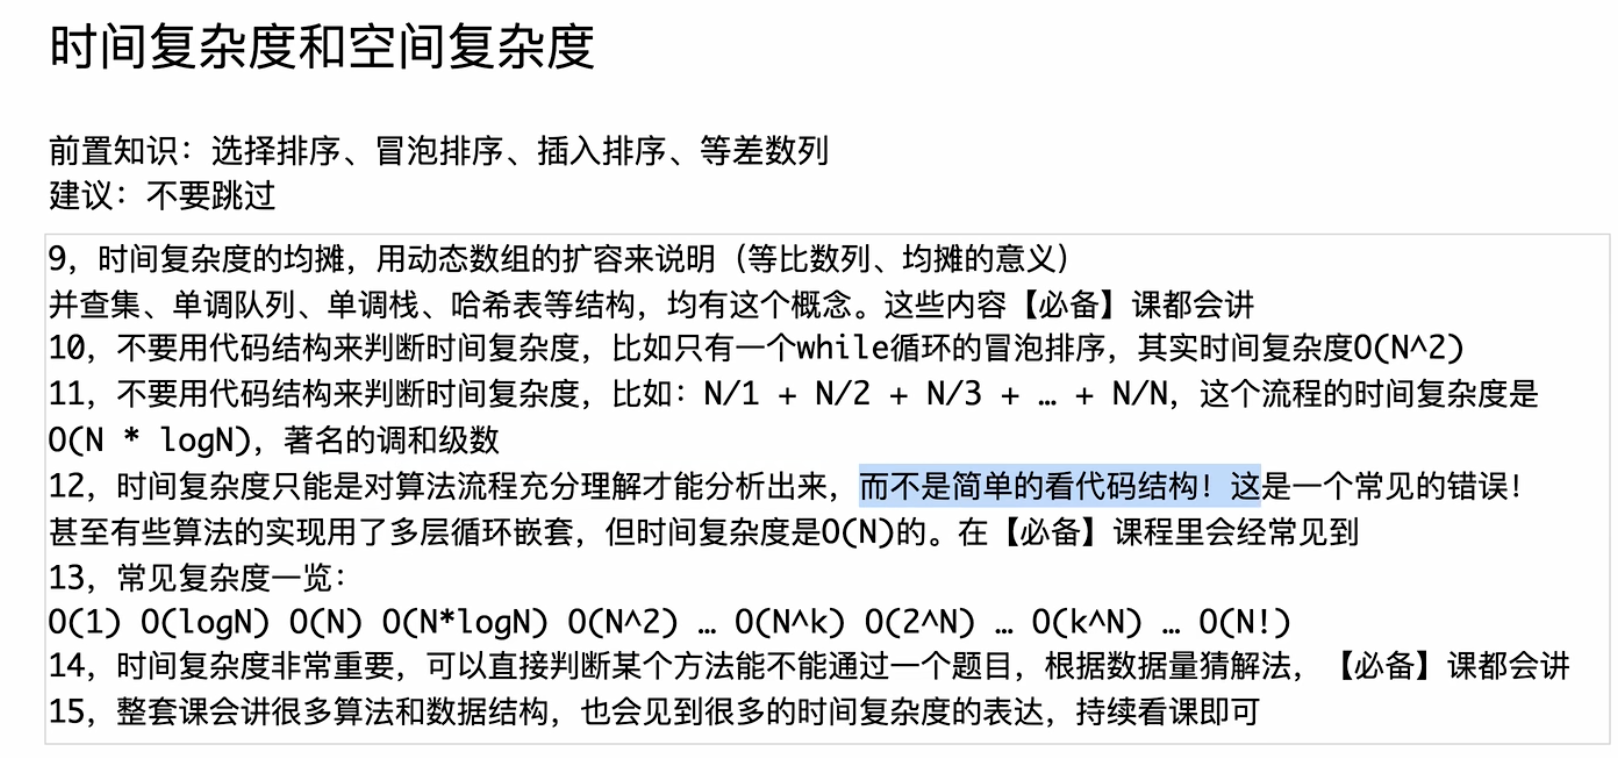 时间复杂度和空间复杂度
前置知识：选择排序、冒泡排序、插入排序、等差数列
建议：不要跳过
9，时间复杂度的均摊，用动态数组的扩容来说明（等比数列、均摊的意义）
并查集、单调队列、单调栈、哈希表等结构，均有这个概念。这些内容【必备】课都会讲
10，不要用代码结构来判断时间复杂度，比如只有一个while循环的冒泡排序，其实时间复杂度O(N^2)
11，不要用代码结构来判断时间复杂度，比如：N/1 + N/2 + N/3 + … + N/N，这个流程的时间复杂度是
O(N * logN)，著名的调和级数
12，时间复杂度只能是对算法流程充分理解才能分析出来，而不是简单的看代码结构！这是一个常见的错误！
甚至有些算法的实现用了多层循环嵌套，但时间复杂度是O(N)的。在【必备】课程里会经常见到
13，常见复杂度一览：
O(1) O(logN) O(N) O(N*logN) O(N^2) … O(N^k) O(2^N) … O(k^N) … O(N!)
14，时间复杂度非常重要，可以直接判断某个方法能不能通过一个题目，根据数据量猜解法，【必备】课都会讲
15，整套课会讲很多算法和数据结构，也会见到很多的时间复杂度的表达，持续看课即可